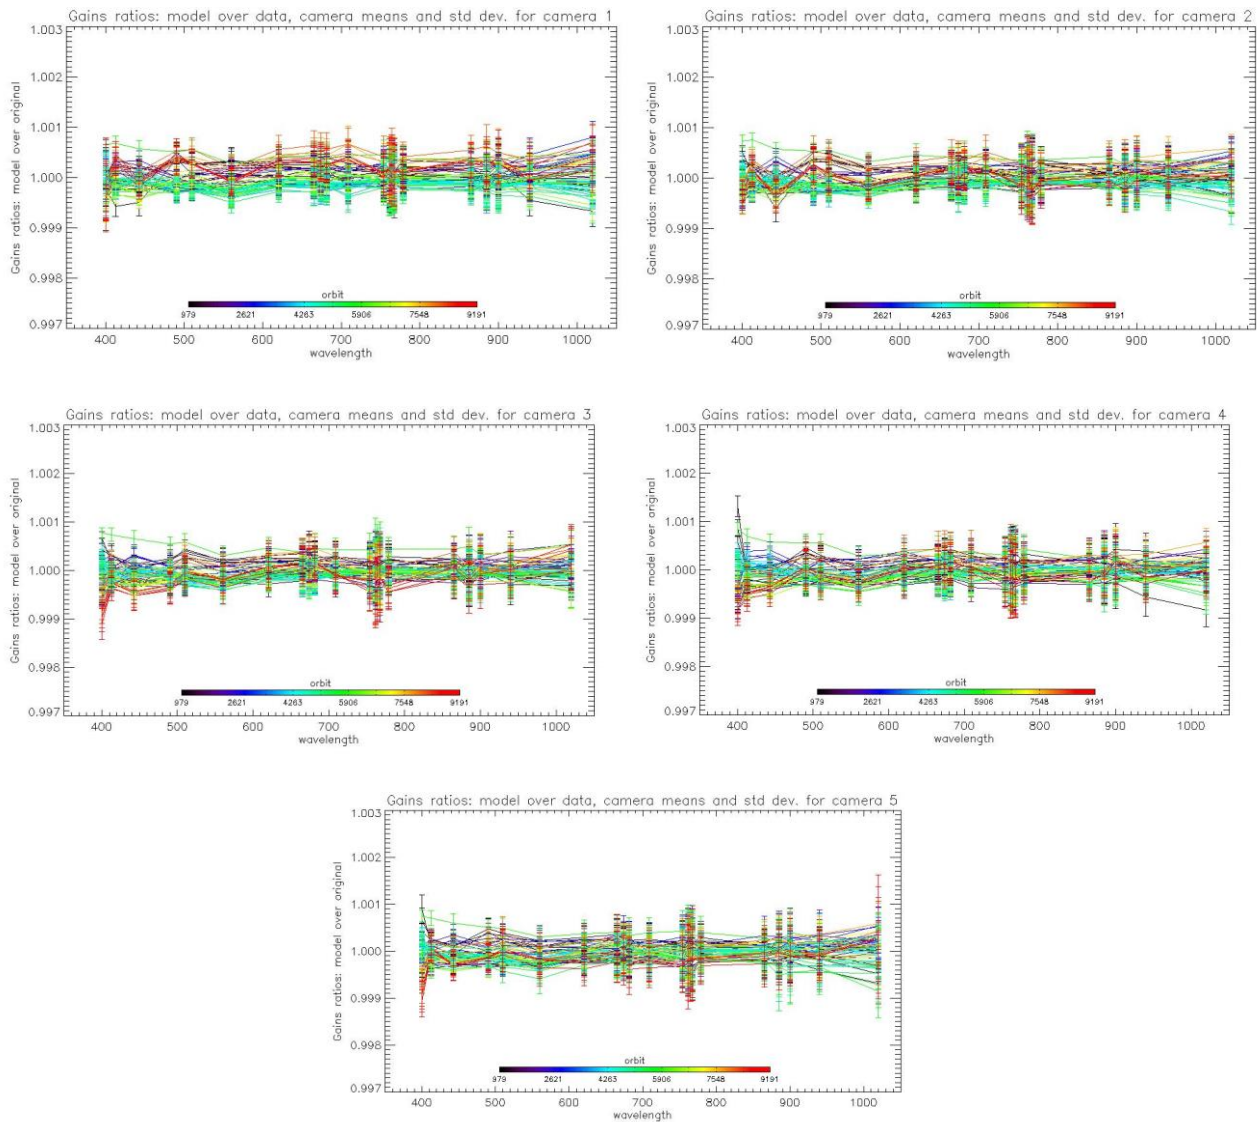 Gains ratios: model over data, camera means and std dev. for camera 1
1.003
1.002
1.001
1.000
0.999
0.998
0.997
Gains ratios: model over original
orbit
979 2621 4263 5906 7548 9191
400 500 600 700 800 900 1000
wavelength
Gains ratios: model over data, camera means and std dev. for camera 2
1.003
1.002
1.001
1.000
0.999
0.998
0.997
Gains ratios: model over original
orbit
979 2621 4263 5906 7548 9191
400 500 600 700 800 900 1000
wavelength
Gains ratios: model over data, camera means and std dev. for camera 3
1.003
1.002
1.001
1.000
0.999
0.998
0.997
Gains ratios: model over original
orbit
979 2621 4263 5906 7548 9191
400 500 600 700 800 900 1000
wavelength
Gains ratios: model over data, camera means and std dev. for camera 4
1.003
1.002
1.001
1.000
0.999
0.998
0.997
Gains ratios: model over original
orbit
979 2621 4263 5906 7548 9191
400 500 600 700 800 900 1000
wavelength
Gains ratios: model over data, camera means and std dev. for camera 5
1.003
1.002
1.001
1.000
0.999
0.998
0.997
Gains ratios: model over original
orbit
979 2621 4263 5906 7548 9191
400 500 600 700 800 900 1000
wavelength